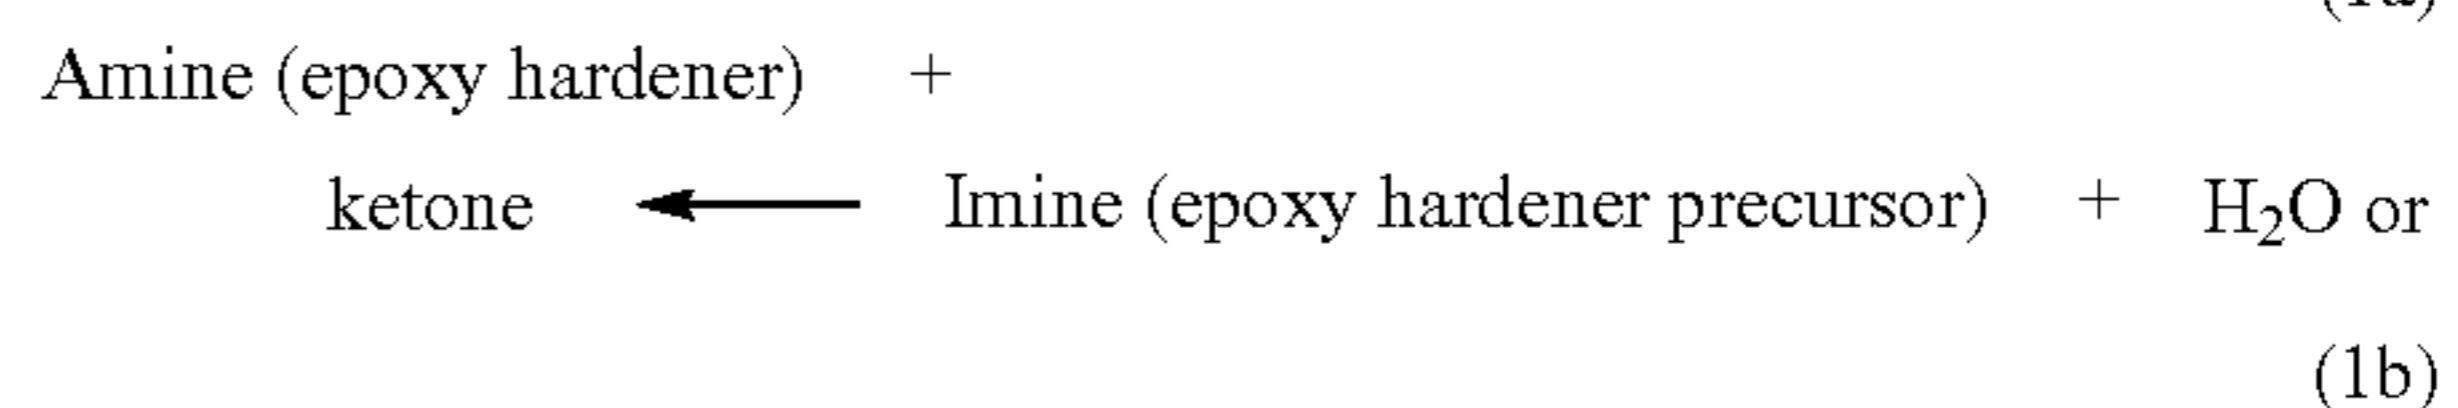 Amine (epoxy hardener) +
ketone ← Imine (epoxy hardener precursor) + H₂O or
(1b)